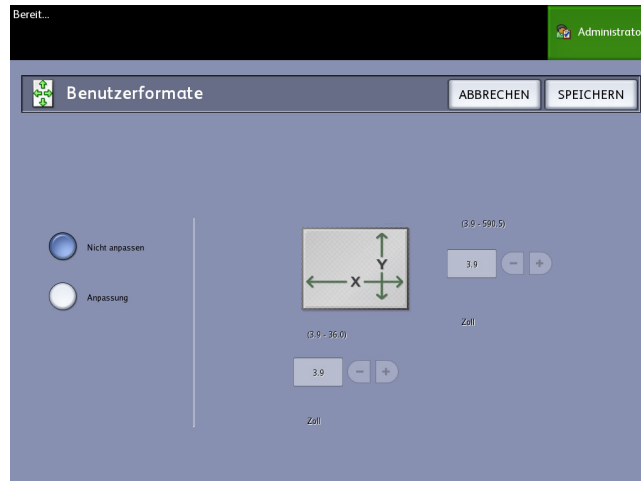 Bereit...
Administrato
Benutzerformate
ABBRECHEN
SPEICHERN
(3.9 - 590.5)
Nicht anpassen
Y
3.9
- +
X
Anpassung
Zoll
(3.9 - 36.0)
3.9
- +
Zoll